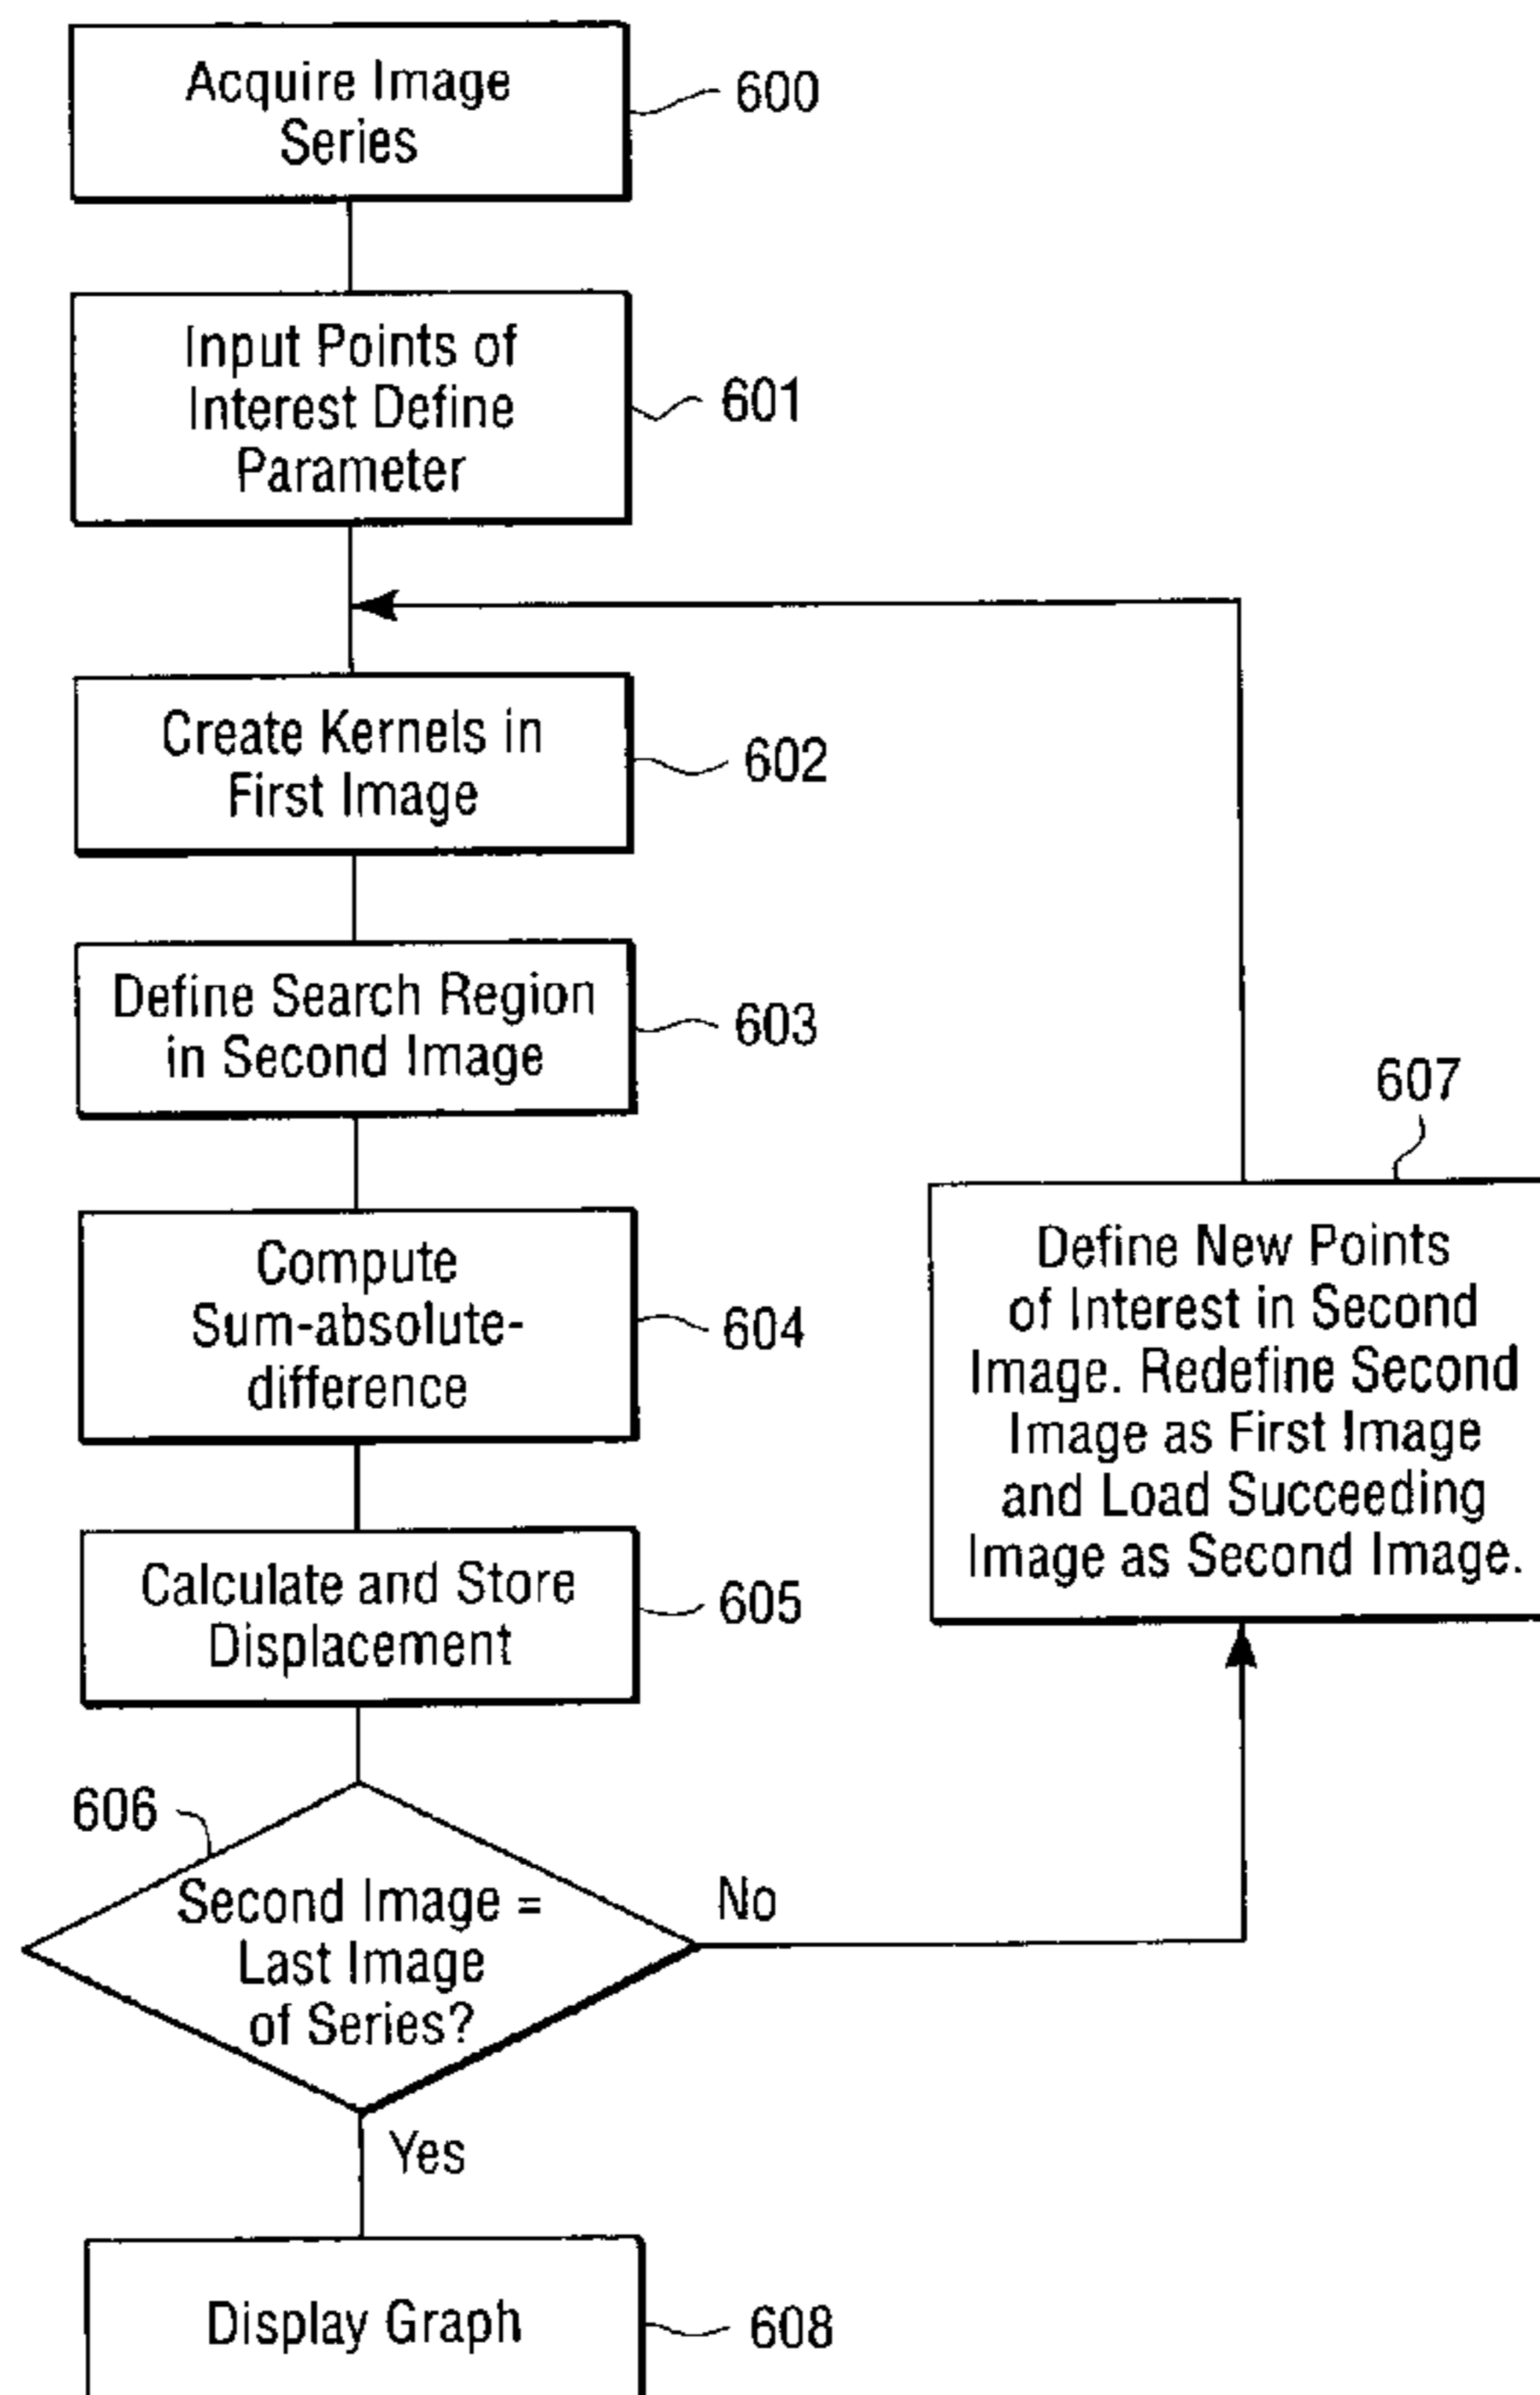 Acquire Image
Series
600
Input Points of
Interest Define
Parameter
601
Create Kernels in
First Image
602
Define Search Region
in Second Image
603
Compute
Sum-absolute-
difference
604
Calculate and Store
Displacement
605
606
Second Image =
Last Image
of Series?
No
Yes
607
Define New Points
of Interest in Second
Image. Redefine Second
Image as First Image
and Load Succeeding
Image as Second Image.
Display Graph
608